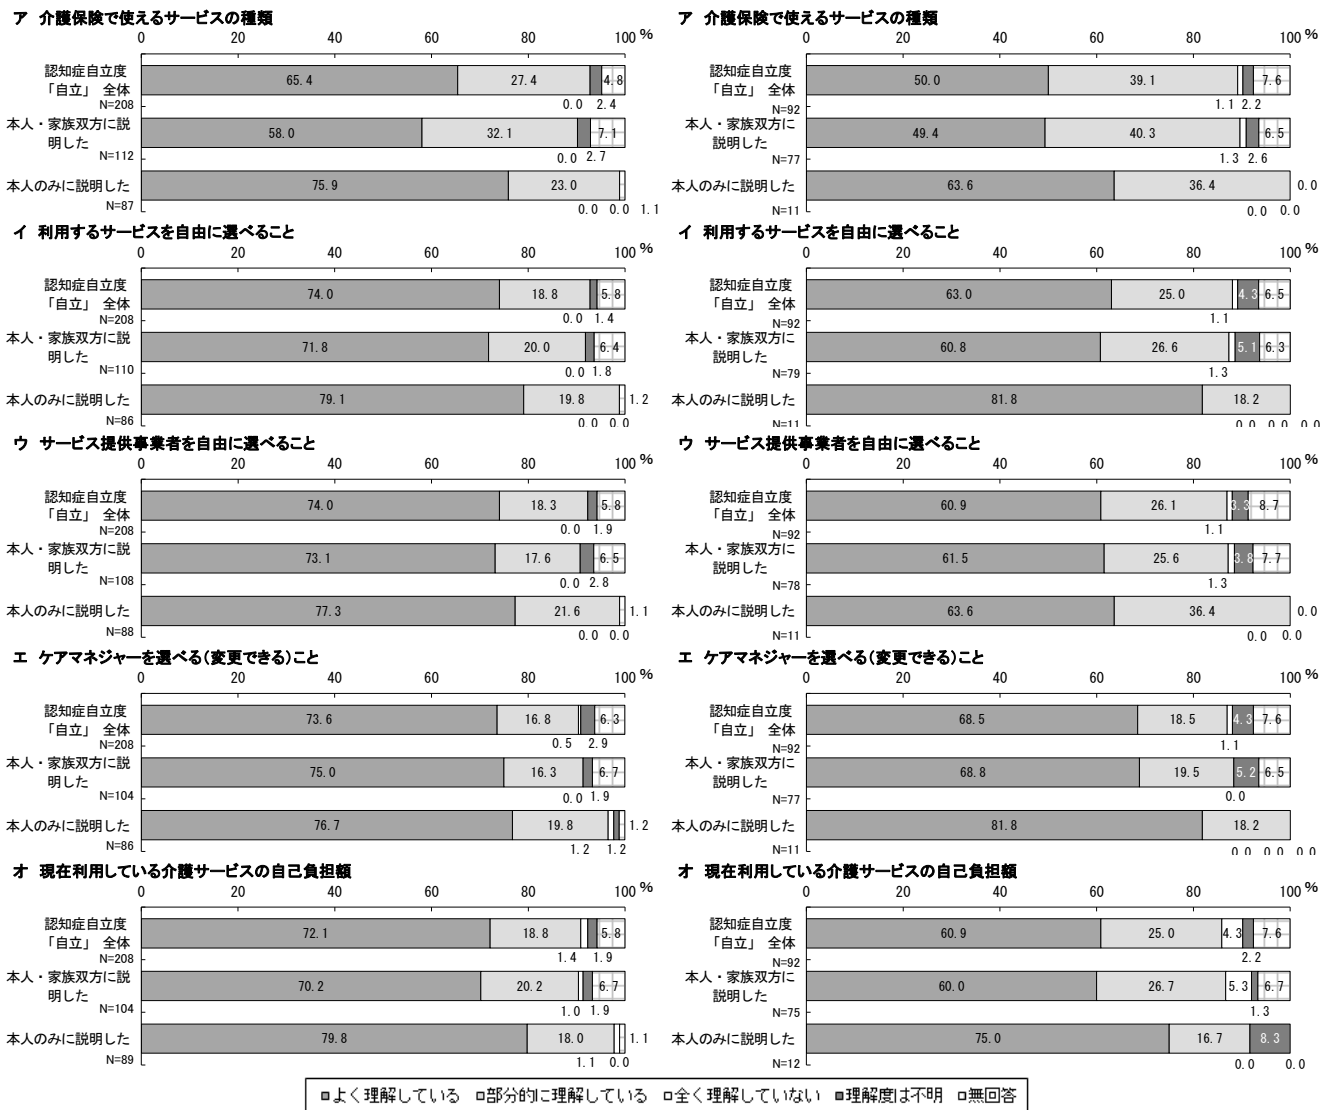 ア 介護保険で使えるサービスの種類
0 20 40 60 80 100 %
認知症自立度
「自立」 全体
N=208
65.4 27.4 4.8
0.0 2.4
本人・家族双方に説
明した
N=112
58.0 32.1 7.1
0.0 2.7
本人のみに説明した
N=87
75.9 23.0
0.0 0.0 1.1
イ 利用するサービスを自由に選べること
0 20 40 60 80 100 %
認知症自立度
「自立」 全体
N=208
74.0 18.8 5.8
0.0 1.4
本人・家族双方に説
明した
N=110
71.8 20.0 6.4
0.0 1.8
本人のみに説明した
N=86
79.1 19.8 1.2
0.0 0.0
ウ サービス提供事業者を自由に選べること
0 20 40 60 80 100 %
認知症自立度
「自立」 全体
N=208
74.0 18.3 5.8
0.0 1.9
本人・家族双方に説
明した
N=108
73.1 17.6 6.5
0.0 2.8
本人のみに説明した
N=88
77.3 21.6 1.1
0.0 0.0
エ ケアマネジャーを選べる(変更できる)こと
0 20 40 60 80 100 %
認知症自立度
「自立」 全体
N=208
73.6 16.8 6.3
0.5 2.9
本人・家族双方に説
明した
N=104
75.0 16.3 6.7
0.0 1.9
本人のみに説明した
N=86
76.7 19.8 1.2
1.2 1.2
オ 現在利用している介護サービスの自己負担額
0 20 40 60 80 100 %
認知症自立度
「自立」 全体
N=208
72.1 18.8 5.8
1.4 1.9
本人・家族双方に説
明した
N=104
70.2 20.2 6.7
1.0 1.9
本人のみに説明した
N=89
79.8 18.0 1.1
1.1 0.0
ア 介護保険で使えるサービスの種類
0 20 40 60 80 100 %
認知症自立度
「自立」 全体
N=92
50.0 39.1 7.6
1.1 2.2
本人・家族双方に
説明した
N=77
49.4 40.3 6.5
1.3 2.6
本人のみに説明した
N=11
63.6 36.4 0.0
0.0 0.0
イ 利用するサービスを自由に選べること
0 20 40 60 80 100 %
認知症自立度
「自立」 全体
N=92
63.0 25.0 4.3 6.5
1.1
本人・家族双方に
説明した
N=79
60.8 26.6 5.1 6.3
1.3
本人のみに説明した
N=11
81.8 18.2
0.0 0.0 0.0
ウ サービス提供事業者を自由に選べること
0 20 40 60 80 100 %
認知症自立度
「自立」 全体
N=92
60.9 26.1 3.3 8.7
1.1
本人・家族双方に
説明した
N=78
61.5 25.6 3.8 7.7
1.3
本人のみに説明した
N=11
63.6 36.4 0.0
0.0 0.0
エ ケアマネジャーを選べる(変更できる)こと
0 20 40 60 80 100 %
認知症自立度
「自立」 全体
N=92
68.5 18.5 4.3 7.6
1.1
本人・家族双方に
説明した
N=77
68.8 19.5 5.2 6.5
0.0
本人のみに説明した
N=11
81.8 18.2
0.0 0.0 0.0
オ 現在利用している介護サービスの自己負担額
0 20 40 60 80 100 %
認知症自立度
「自立」 全体
N=92
60.9 25.0 4.3 7.6
2.2
本人・家族双方に
説明した
N=75
60.0 26.7 5.3 6.7
1.3
本人のみに説明した
N=12
75.0 16.7 8.3
0.0 0.0
よく理解している 部分的に理解している 全く理解していない 理解度は不明 無回答